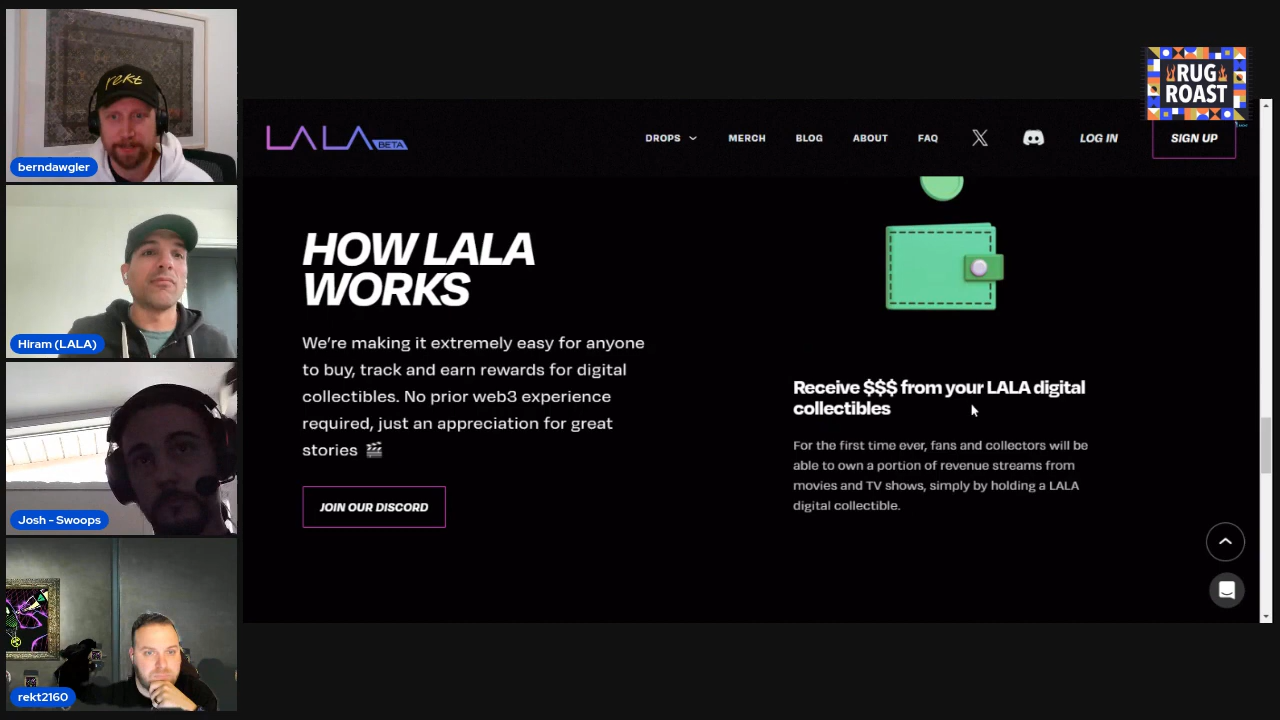 rekt
berndawgler
Hiram (LALA)
Josh - Swoops
rekt2160
RUG
ROAST
LALA BETA
DROPS MERCH BLOG ABOUT FAQ X LOG IN SIGN UP
HOW LALA
WORKS
We’re making it extremely easy for anyone
to buy, track and earn rewards for digital
collectibles. No prior web3 experience
required, just an appreciation for great
stories 🎬
JOIN OUR DISCORD
Receive $$$ from your LALA digital
collectibles
For the first time ever, fans and collectors will be
able to own a portion of revenue streams from
movies and TV shows, simply by holding a LALA
digital collectible.